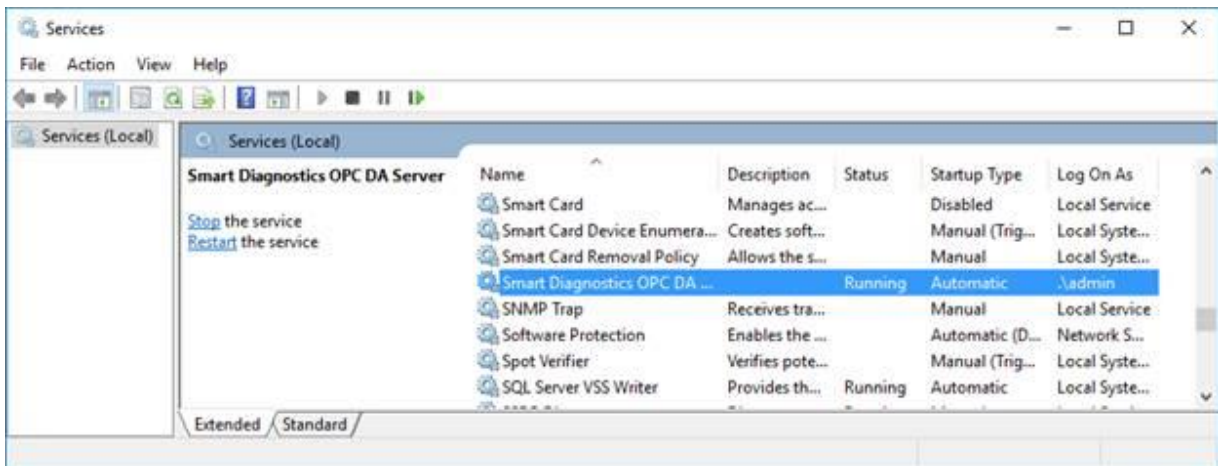 Services
File Action View Help
Services (Local)
Services (Local)
Smart Diagnostics OPC DA Server
Stop the service
Restart the service
Name Description Status Startup Type Log On As
Smart Card Manages ac... Disabled Local Service
Smart Card Device Enumera... Creates soft... Manual (Trig... Local Syste...
Smart Card Removal Policy Allows the s... Manual Local Syste...
Smart Diagnostics OPC DA ... Running Automatic .\admin
SNMP Trap Receives tra... Manual Local Service
Software Protection Enables the ... Automatic (D... Network S...
Spot Verifier Verifies pote... Manual (Trig... Local Syste...
SQL Server VSS Writer Provides th... Running Automatic Local Syste...
Extended Standard